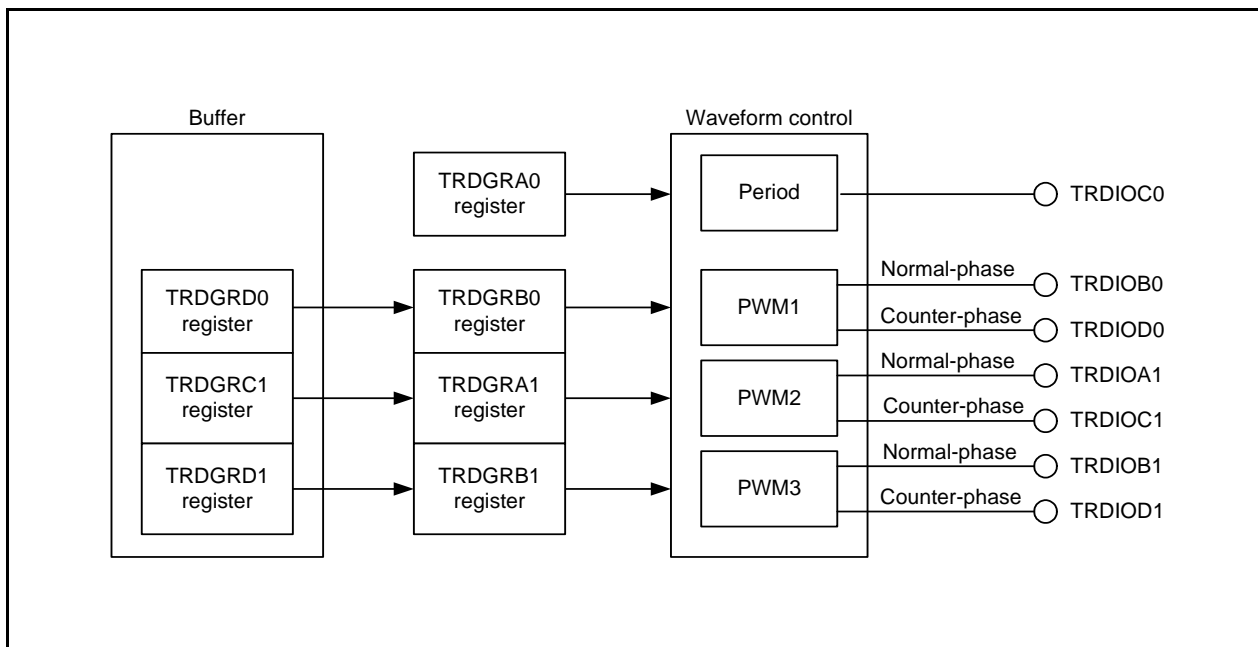 Buffer
Waveform control
TRDGRA0
register
Period
TRDIOC0
TRDGRD0
register
TRDGRB0
register
PWM1
Normal-phase
TRDIOB0
Counter-phase
TRDIOD0
TRDGRC1
register
TRDGRA1
register
PWM2
Normal-phase
TRDIOA1
Counter-phase
TRDIOC1
TRDGRD1
register
TRDGRB1
register
PWM3
Normal-phase
TRDIOB1
Counter-phase
TRDIOD1